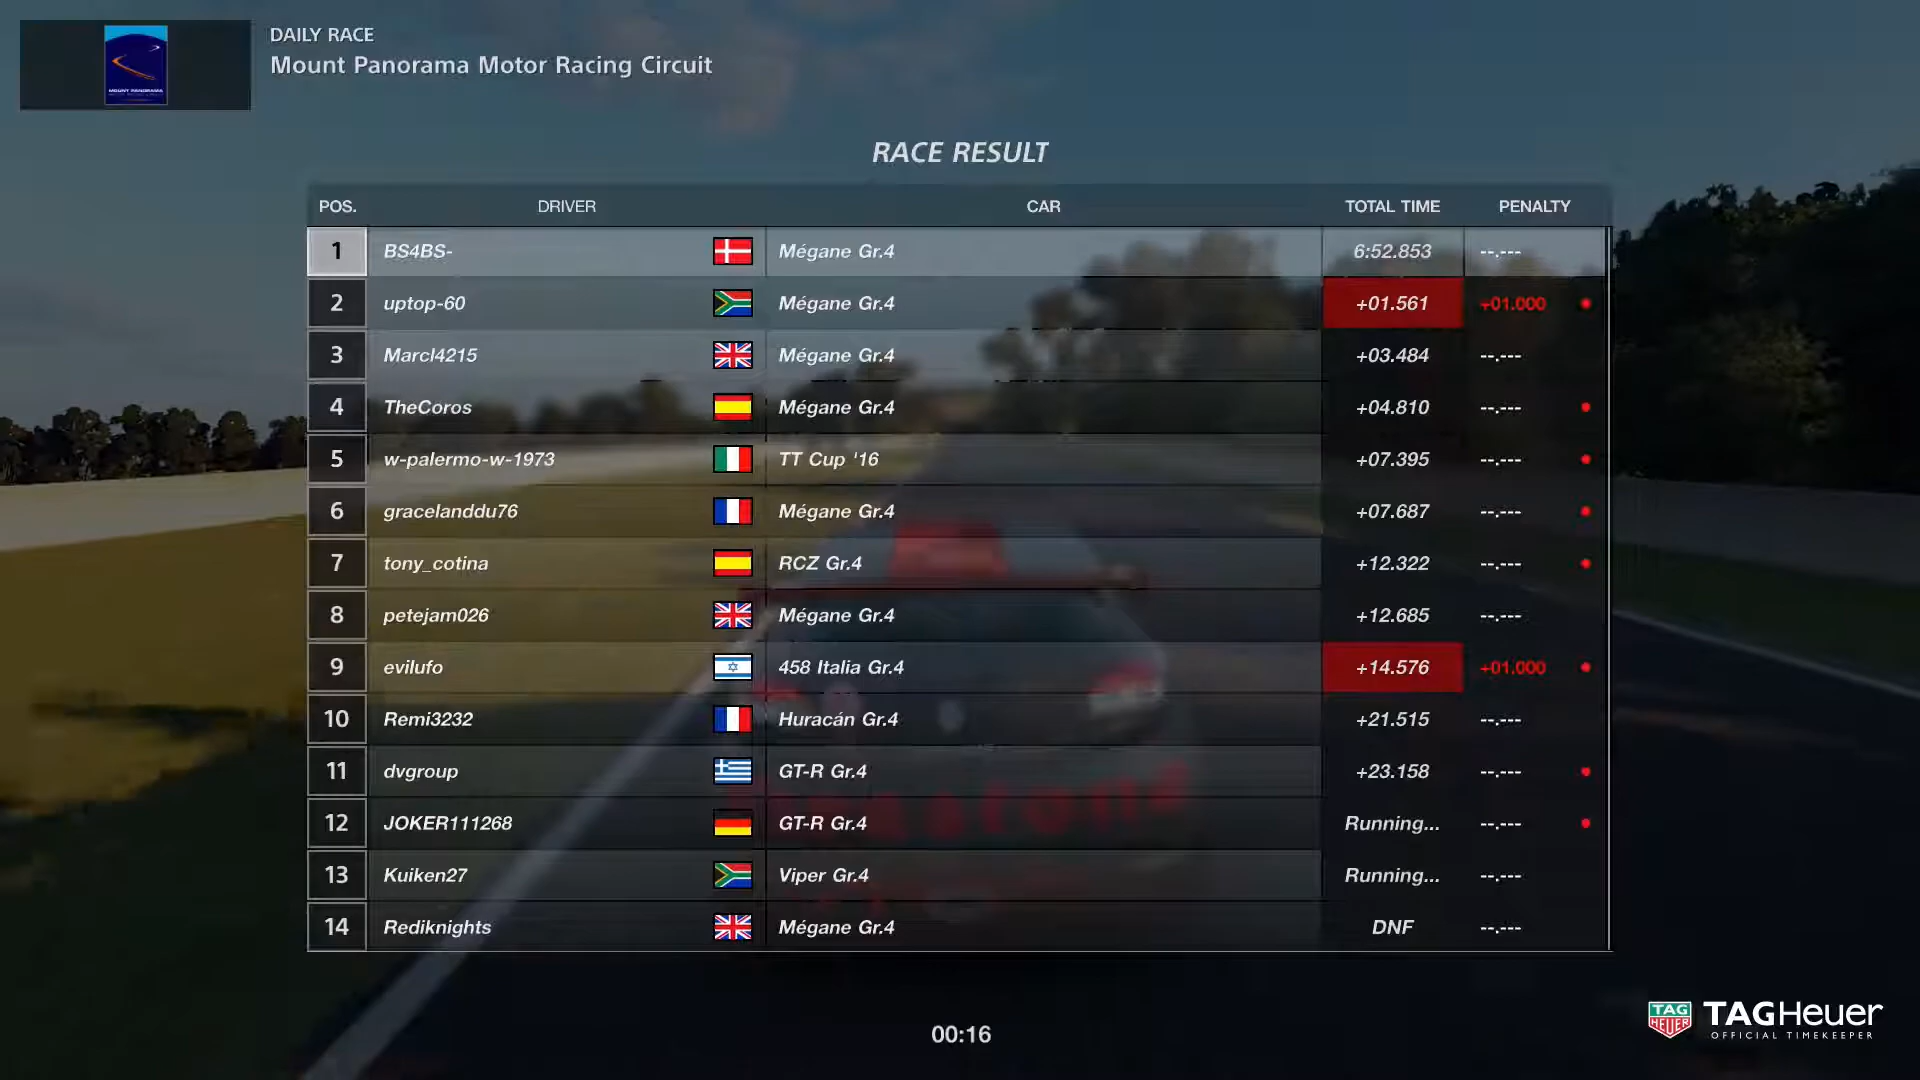 DAILY RACE
Mount Panorama Motor Racing Circuit
MOUNT PANORAMA
RACE RESULT
POS. DRIVER CAR TOTAL TIME PENALTY
1 BS4BS- Mégane Gr.4 6:52.853 --.---
2 uptop-60 Mégane Gr.4 +01.561 +01.000
3 Marcl4215 Mégane Gr.4 +03.484 --.---
4 TheCoros Mégane Gr.4 +04.810 --.---
5 w-palermo-w-1973 TT Cup '16 +07.395 --.---
6 gracelanddu76 Mégane Gr.4 +07.687 --.---
7 tony_cotina RCZ Gr.4 +12.322 --.---
8 petejam026 Mégane Gr.4 +12.685 --.---
9 evilufo 458 Italia Gr.4 +14.576 +01.000
10 Remi3232 Huracán Gr.4 +21.515 --.---
11 dvgroup GT-R Gr.4 +23.158 --.---
12 JOKER111268 GT-R Gr.4 Running... --.---
13 Kuiken27 Viper Gr.4 Running... --.---
14 Rediknights Mégane Gr.4 DNF --.---
00:16
TAG HEUER
TAGHeuer
OFFICIAL TIMEKEEPER